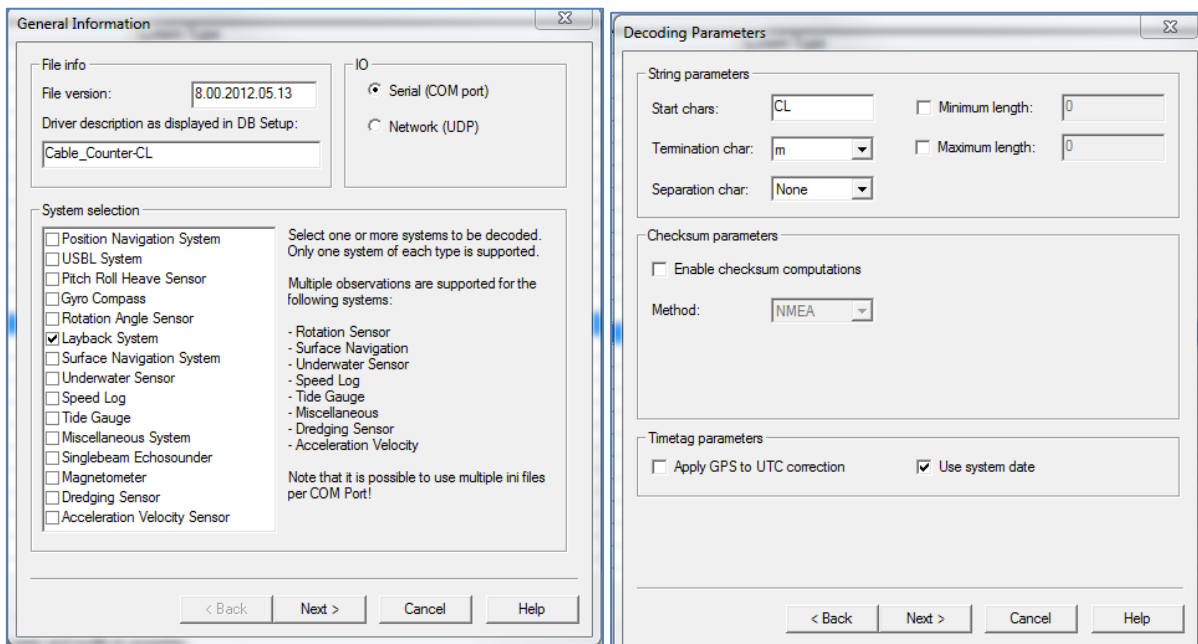 General Information
File info
File version:
8.00.2012.05.13
Driver description as displayed in DB Setup:
Cable_Counter-CL
IO
Serial (COM port)
Network (UDP)
System selection
Position Navigation System
USBL System
Pitch Roll Heave Sensor
Gyro Compass
Rotation Angle Sensor
Layback System
Surface Navigation System
Underwater Sensor
Speed Log
Tide Gauge
Miscellaneous System
Singlebeam Echosounder
Magnetometer
Dredging Sensor
Acceleration Velocity Sensor
Select one or more systems to be decoded.
Only one system of each type is supported.
Multiple observations are supported for the
following systems:
- Rotation Sensor
- Surface Navigation
- Underwater Sensor
- Speed Log
- Tide Gauge
- Miscellaneous
- Dredging Sensor
- Acceleration Velocity
Note that it is possible to use multiple ini files
per COM Port!
< Back
Next >
Cancel
Help
Decoding Parameters
String parameters
Start chars:
CL
Minimum length:
0
Termination char:
m
Maximum length:
0
Separation char:
None
Checksum parameters
Enable checksum computations
Method:
NMEA
Timetag parameters
Apply GPS to UTC correction
Use system date
< Back
Next >
Cancel
Help